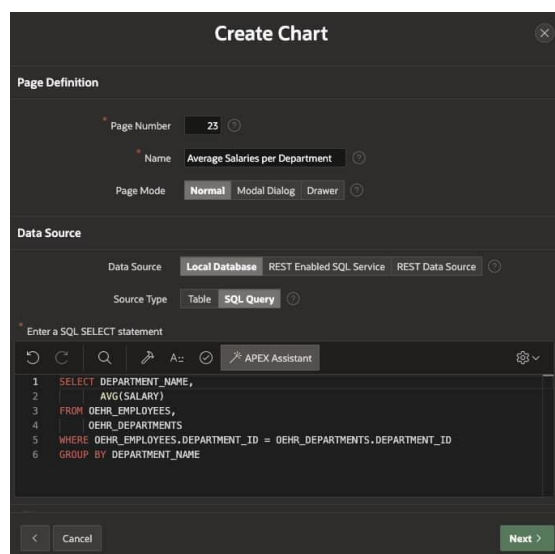 Create Chart
Page Definition
* Page Number 23
* Name Average Salaries per Department
Page Mode Normal Modal Dialog Drawer
Data Source
Data Source Local Database REST Enabled SQL Service REST Data Source
Source Type Table SQL Query
* Enter a SQL SELECT statement
A:: APEX Assistant
1 SELECT DEPARTMENT_NAME,
2 AVG(SALARY)
3 FROM OEHR_EMPLOYEES,
4 OEHR_DEPARTMENTS
5 WHERE OEHR_EMPLOYEES.DEPARTMENT_ID = OEHR_DEPARTMENTS.DEPARTMENT_ID
6 GROUP BY DEPARTMENT_NAME
< Cancel Next >